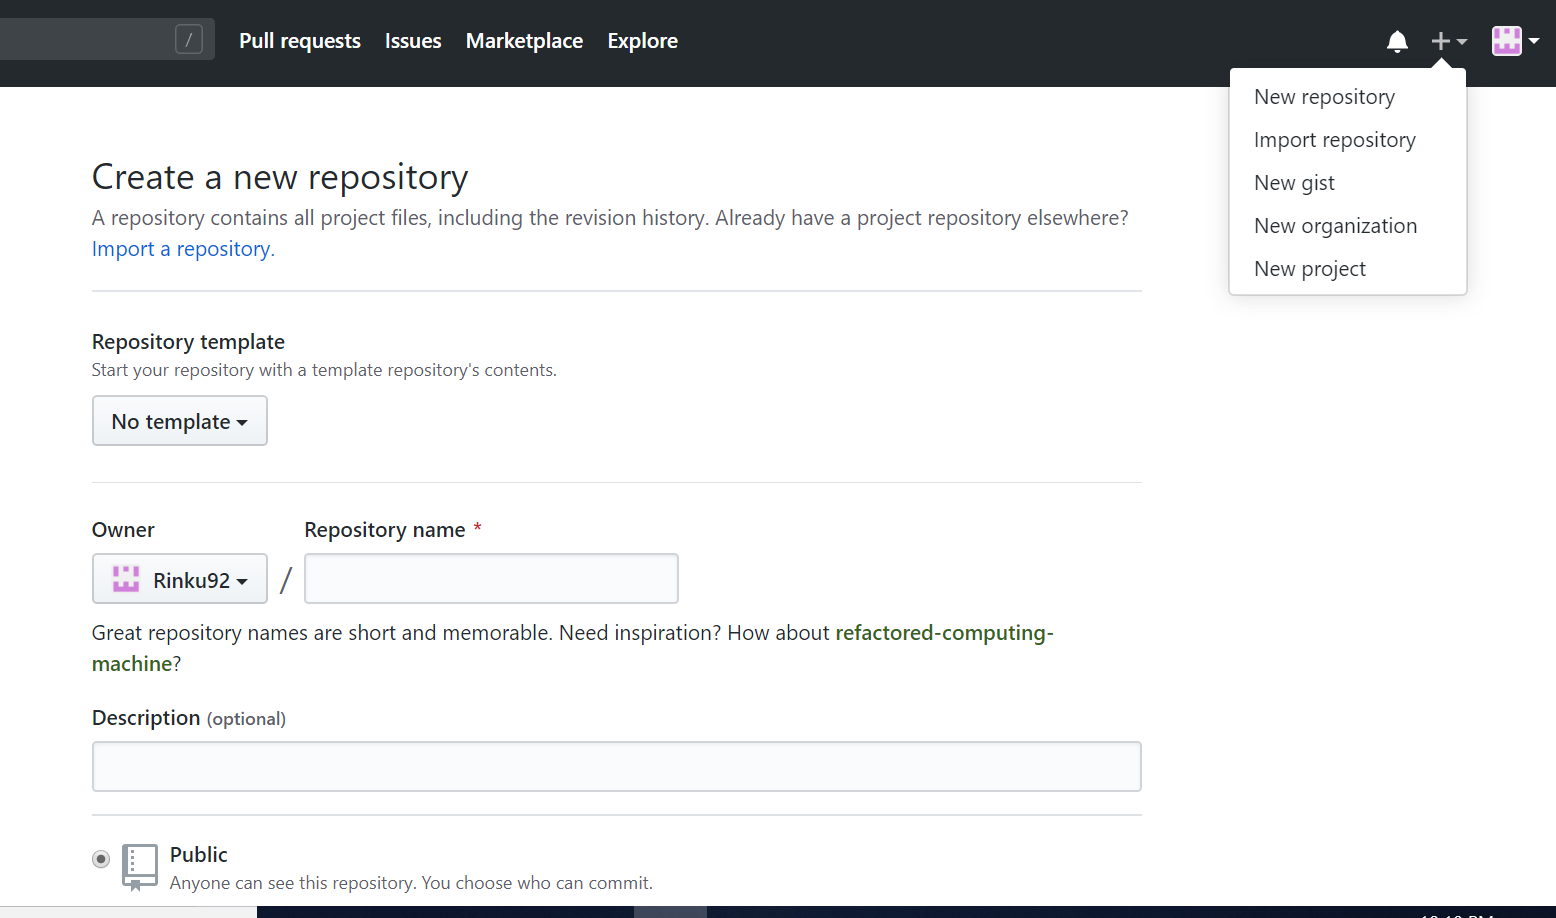 /
Pull requests
Issues
Marketplace
Explore
New repository
Import repository
New gist
New organization
New project
Create a new repository
A repository contains all project files, including the revision history. Already have a project repository elsewhere?
Import a repository.
Repository template
Start your repository with a template repository's contents.
No template
Owner
Repository name *
Rinku92
/
Great repository names are short and memorable. Need inspiration? How about refactored-computing-
machine?
Description (optional)
Public
Anyone can see this repository. You choose who can commit.